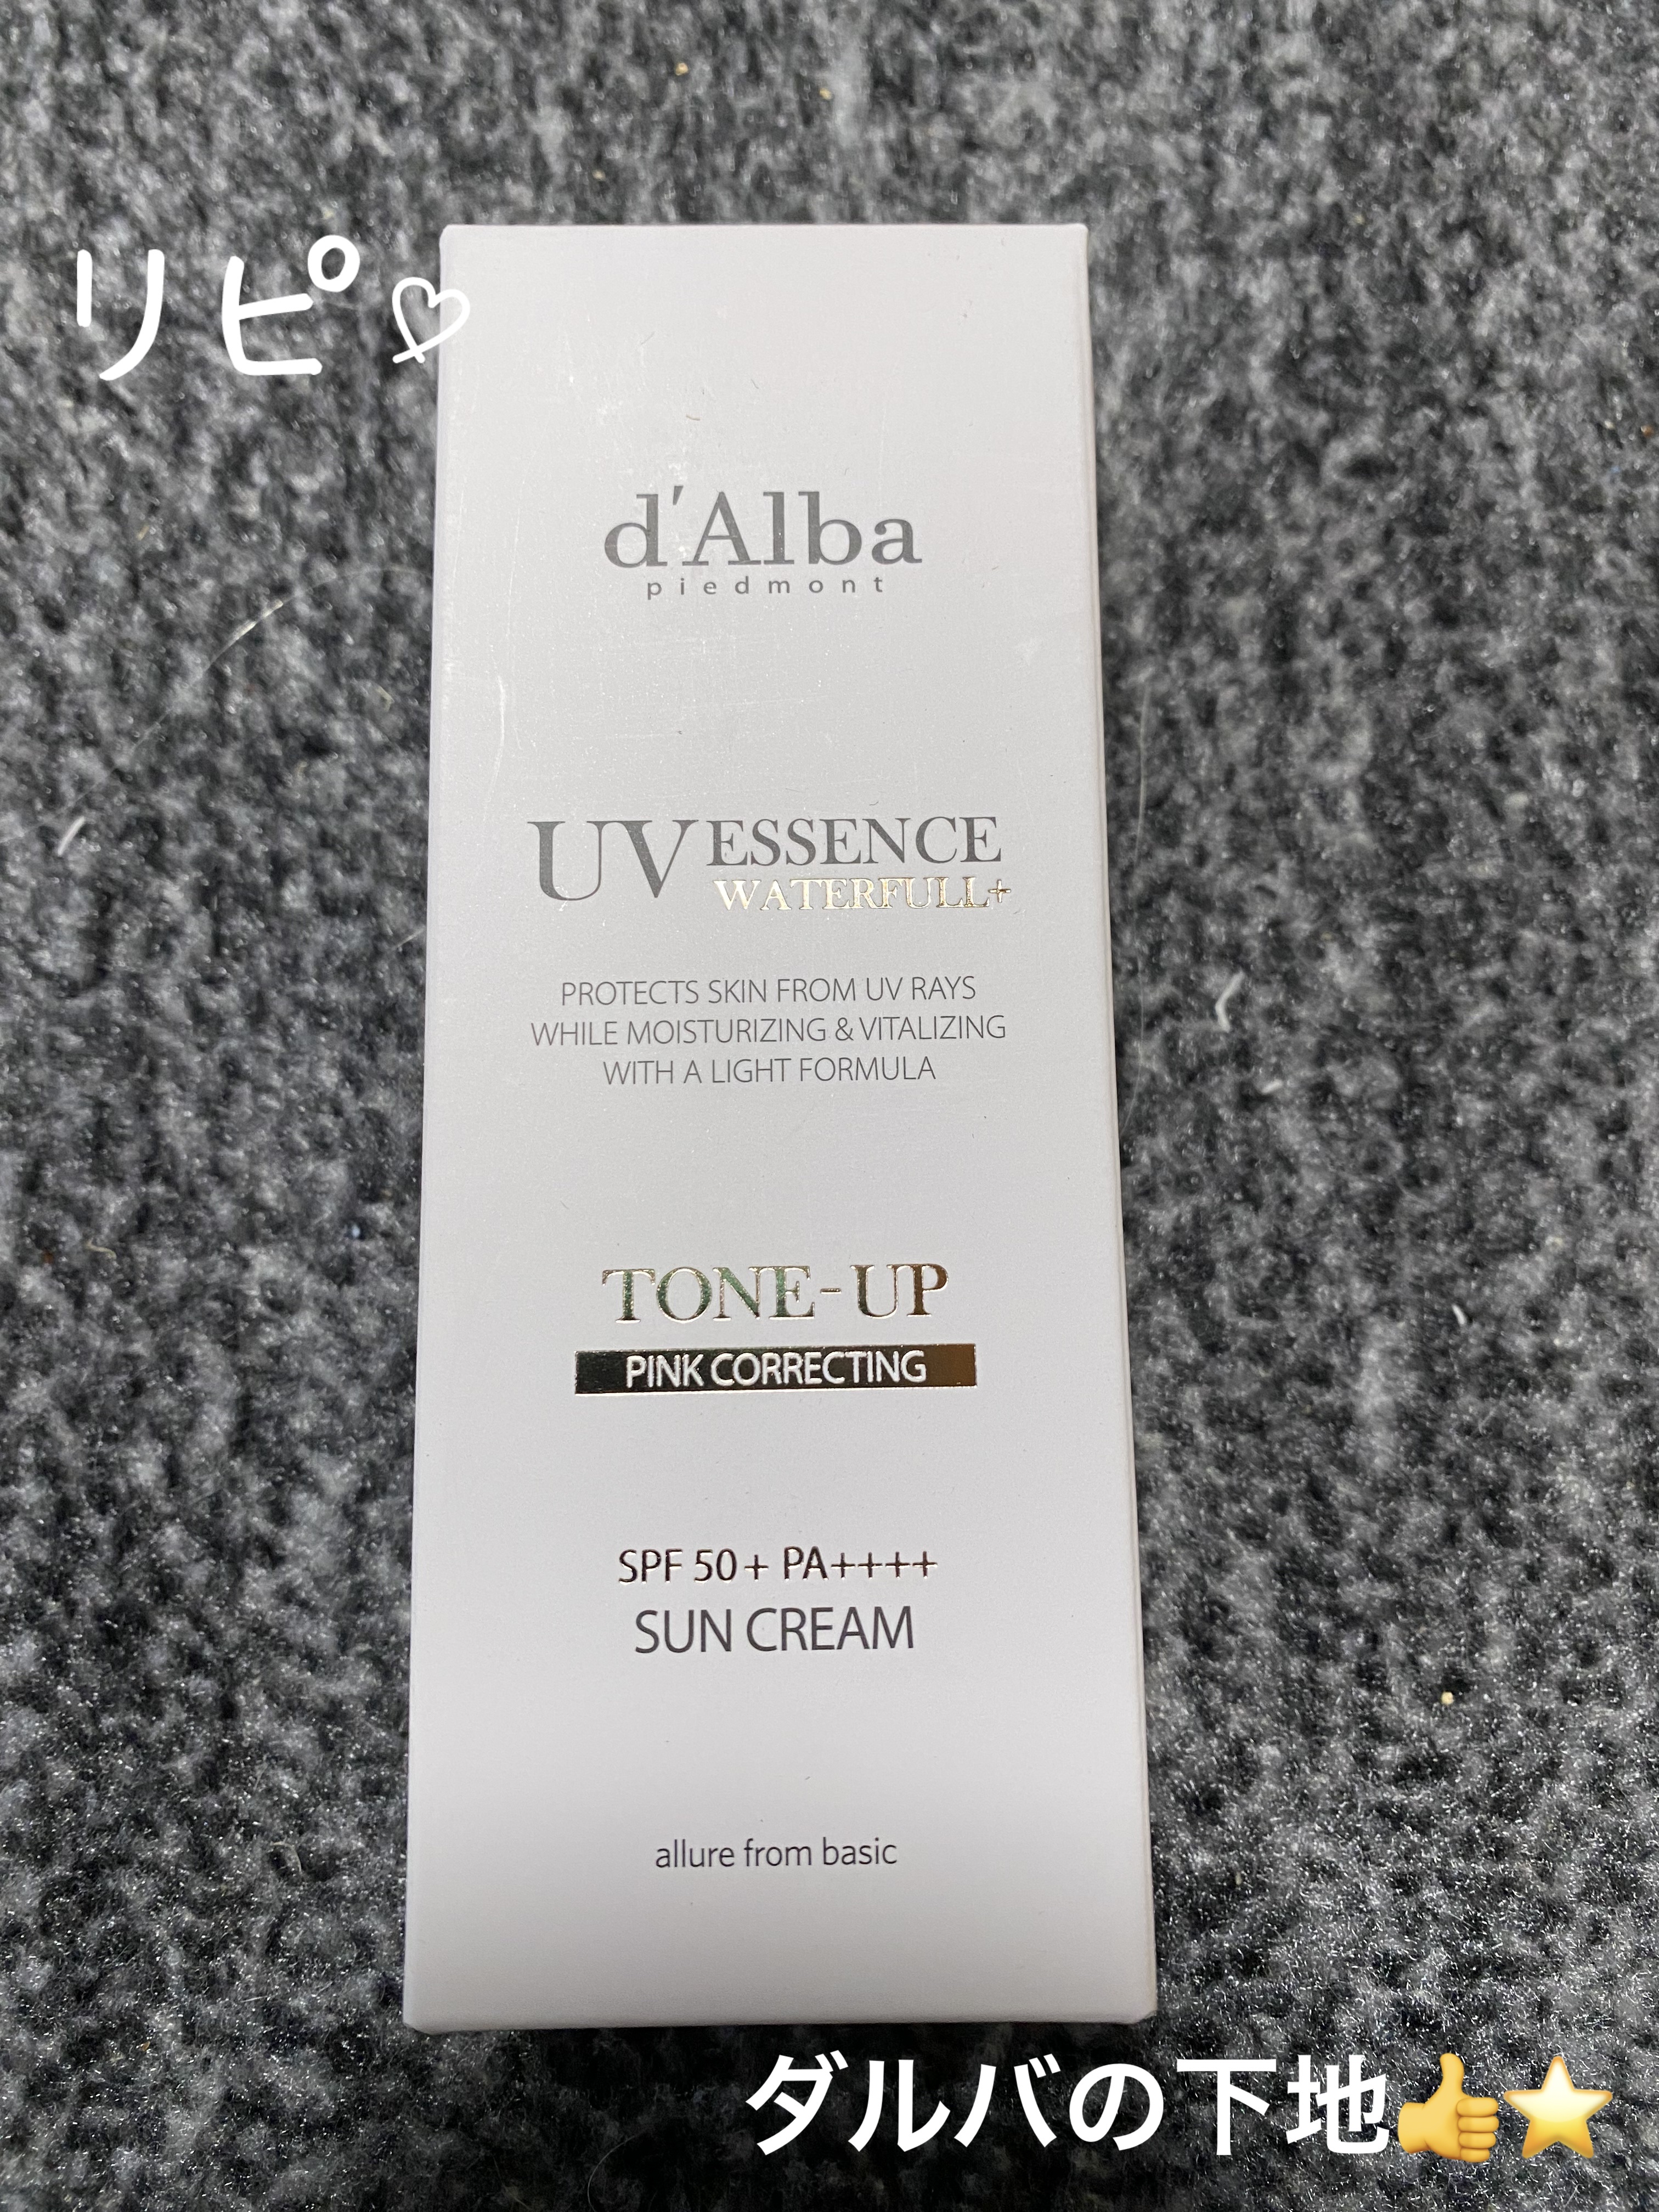 リピ♡
d'Alba
piedmont
UV ESSENCE
WATERFULL+
PROTECTS SKIN FROM UV RAYS
WHILE MOISTURIZING & VITALIZING
WITH A LIGHT FORMULA
TONE-UP
PINK CORRECTING
SPF 50+ PA++++
SUN CREAM
allure from basic
ダルバの下地👍⭐